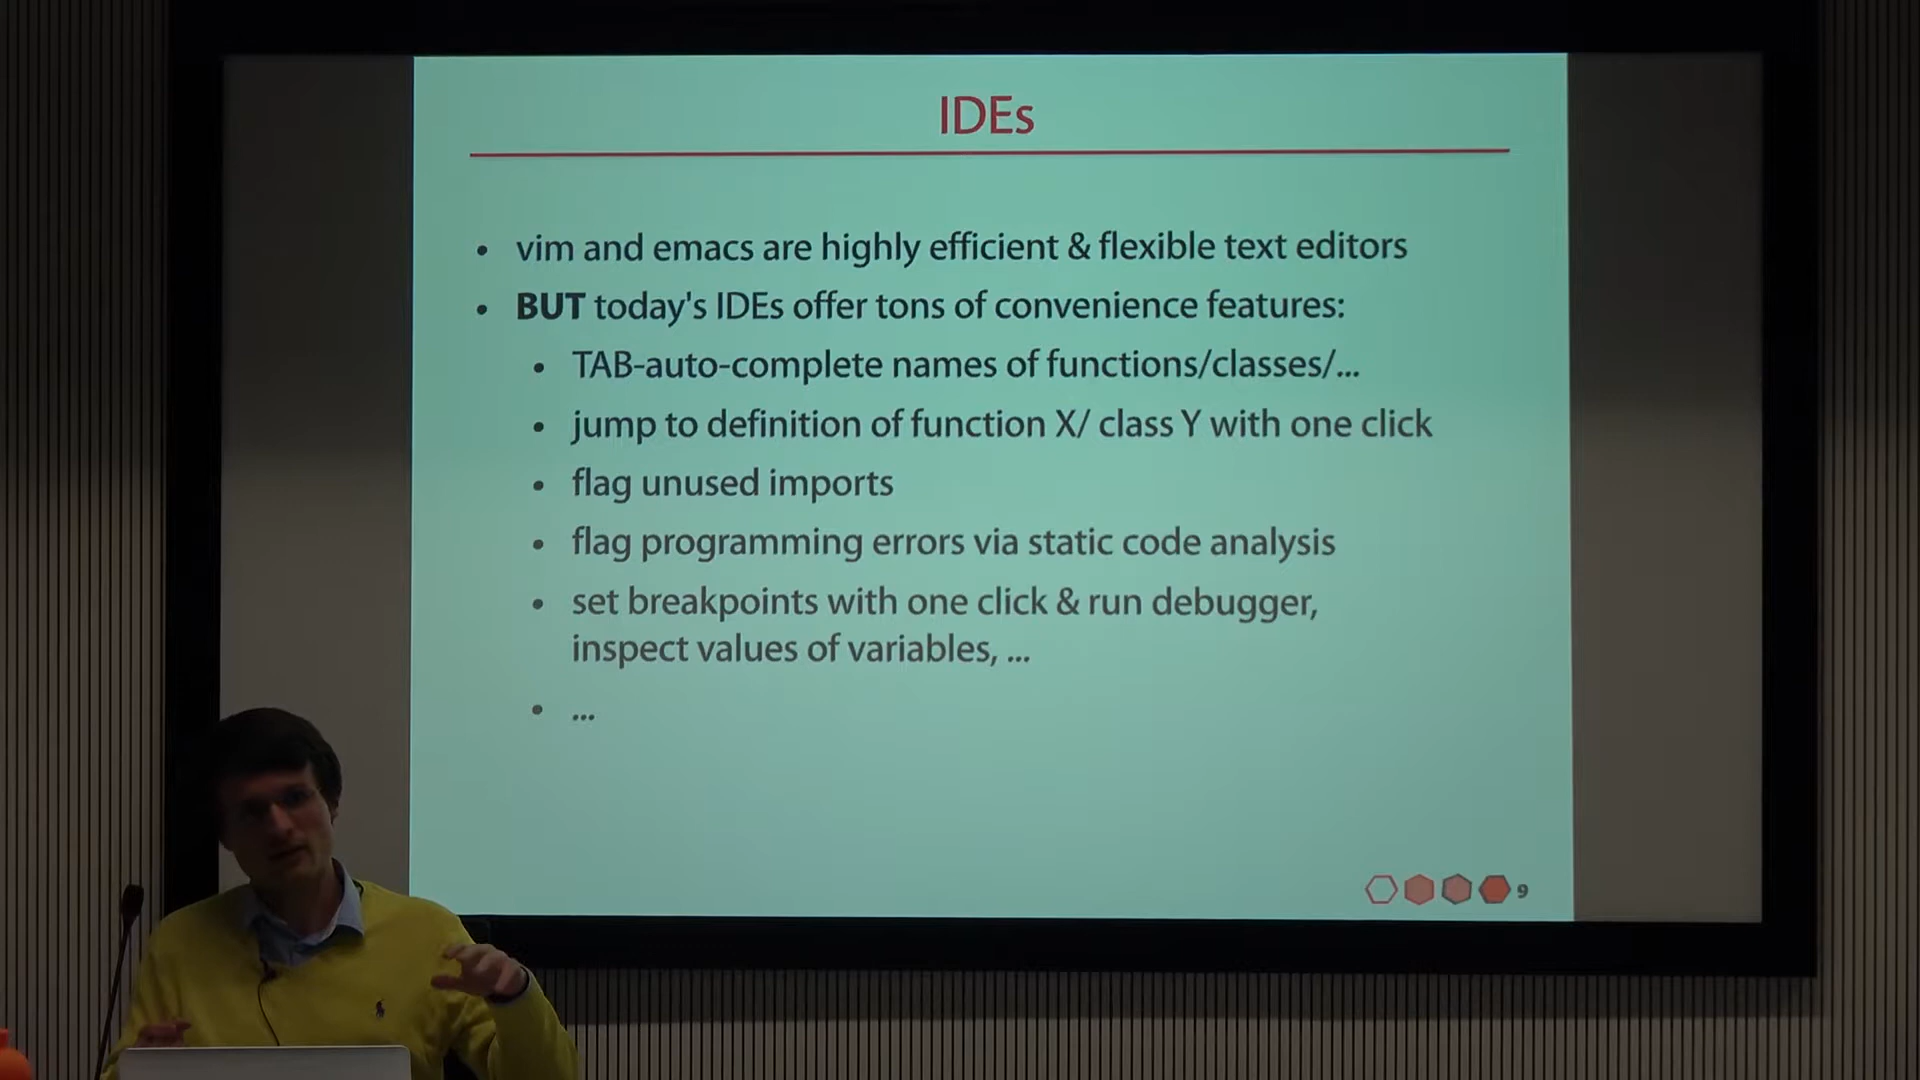 IDEs
• vim and emacs are highly efficient & flexible text editors
• BUT today's IDEs offer tons of convenience features:
• TAB-auto-complete names of functions/classes/...
• jump to definition of function X/ class Y with one click
• flag unused imports
• flag programming errors via static code analysis
• set breakpoints with one click & run debugger,
inspect values of variables, ...
• ...
9